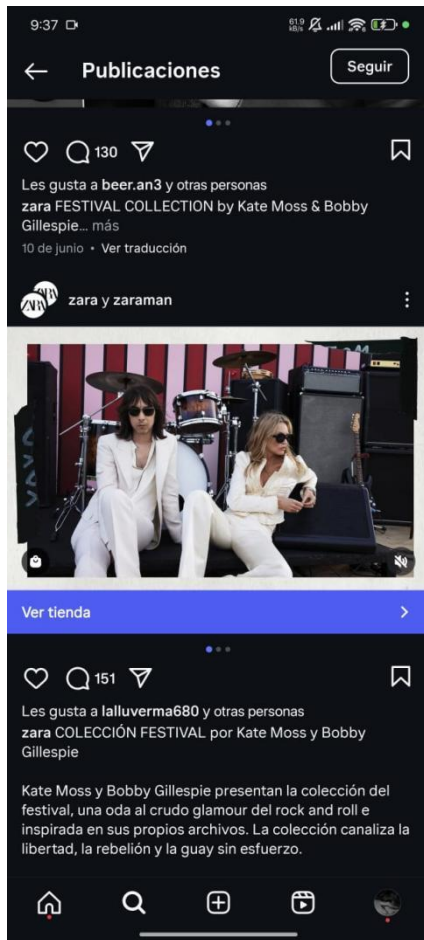 9:37
61.9
kB/s
Publicaciones
Seguir
130
Les gusta a beer.an3 y otras personas
zara FESTIVAL COLLECTION by Kate Moss & Bobby
Gillespie... más
10 de junio • Ver traducción
ZARA
zara y zaraman
Ver tienda
151
Les gusta a lalluverma680 y otras personas
zara COLECCIÓN FESTIVAL por Kate Moss y Bobby
Gillespie
Kate Moss y Bobby Gillespie presentan la colección del
festival, una oda al crudo glamour del rock and roll e
inspirada en sus propios archivos. La colección canaliza la
libertad, la rebelión y la guay sin esfuerzo.